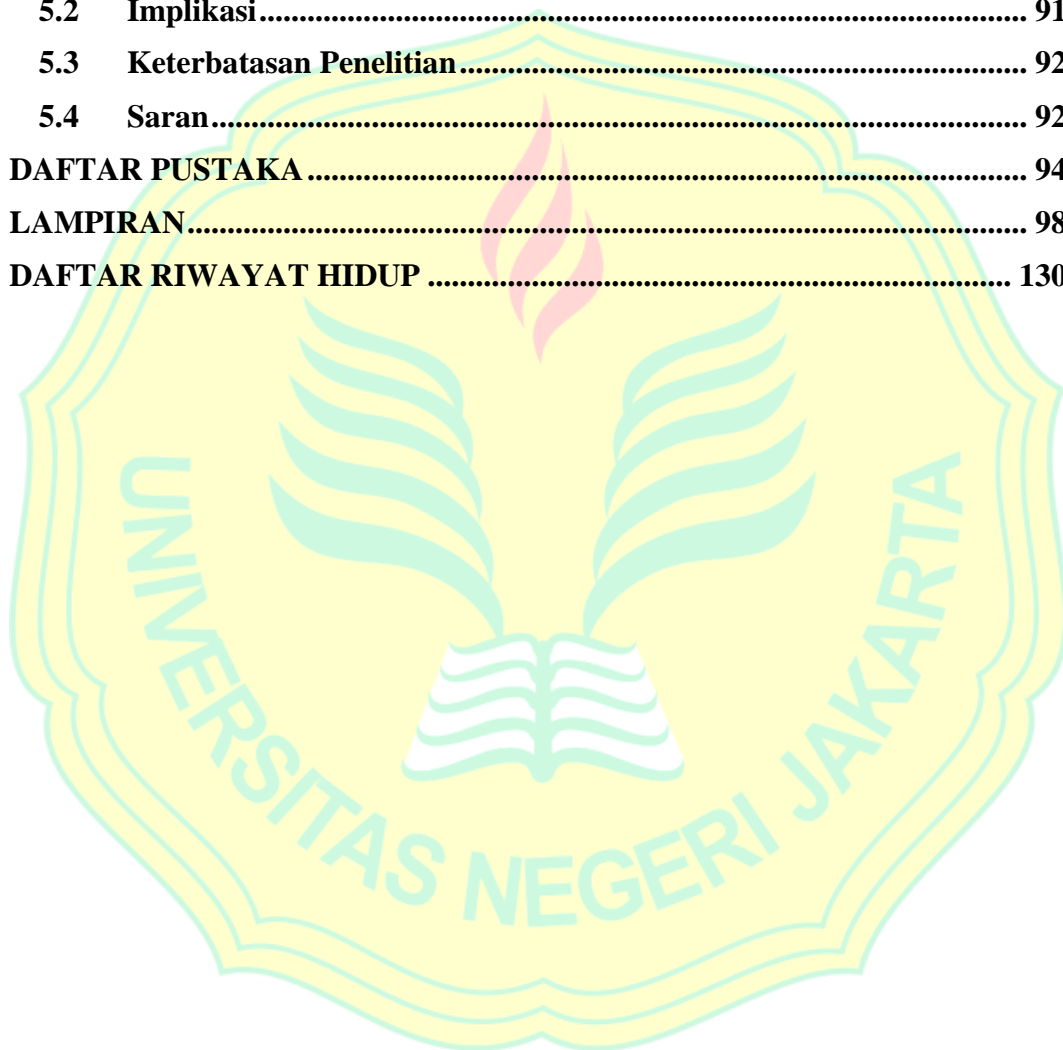 5.2 Implikasi.................................................................................................. 91
5.3 Keterbatasan Penelitian........................................................................ 92
5.4 Saran........................................................................................................ 92
DAFTAR PUSTAKA............................................................................................ 94
LAMPIRAN........................................................................................................... 98
DAFTAR RIWAYAT HIDUP .......................................................................... 130
UNIVERSITAS NEGERI JAKARTA